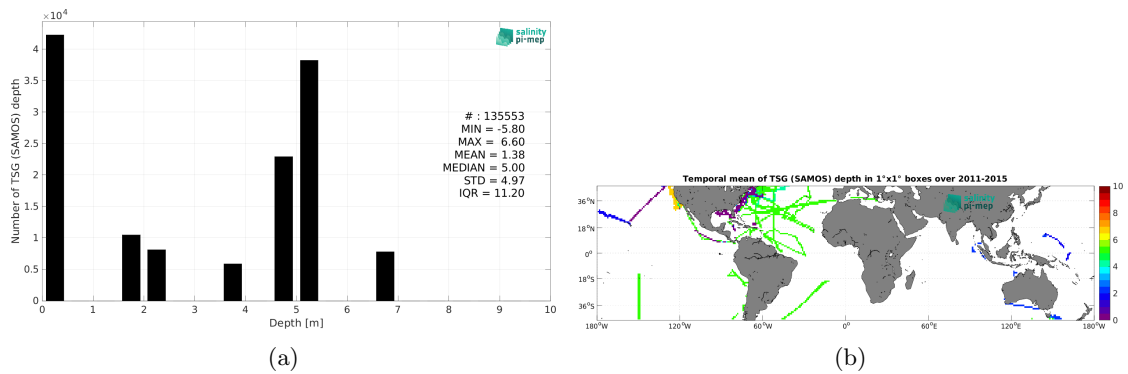 ×10⁴
salinity
pi-mep
4
3.5
3
2.5
2
1.5
1
0.5
0
Number of TSG (SAMOS) depth
# : 135553
MIN = -5.80
MAX = 6.60
MEAN = 1.38
MEDIAN = 5.00
STD = 4.97
IQR = 11.20
0 1 2 3 4 5 6 7 8 9 10
Depth [m]
(a)
Temporal mean of TSG (SAMOS) depth in 1°x1° boxes over 2011-2015
salinity
pi-mep
36°N
18°N
0°
18°S
36°S
180°W 120°W 60°W 0° 60°E 120°E 180°W
10
8
6
4
2
0
(b)